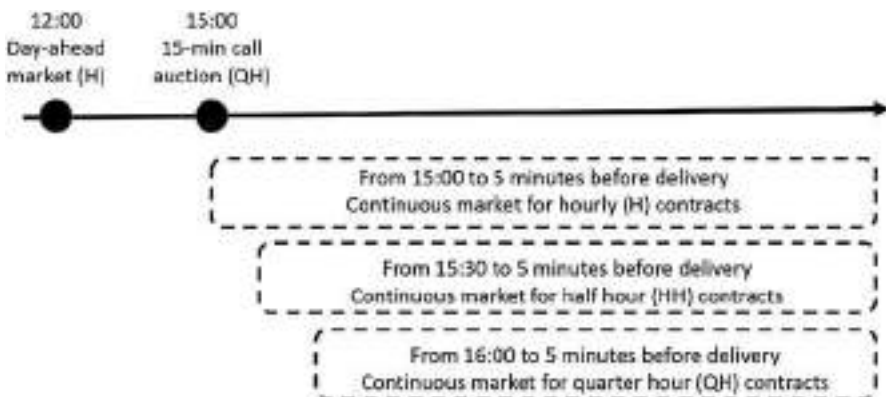 12:00
Day-ahead
market (H)
15:00
15-min call
auction (QH)
From 15:00 to 5 minutes before delivery
Continuous market for hourly (H) contracts
From 15:30 to 5 minutes before delivery
Continuous market for half hour (HH) contracts
From 16:00 to 5 minutes before delivery
Continuous market for quarter hour (QH) contracts